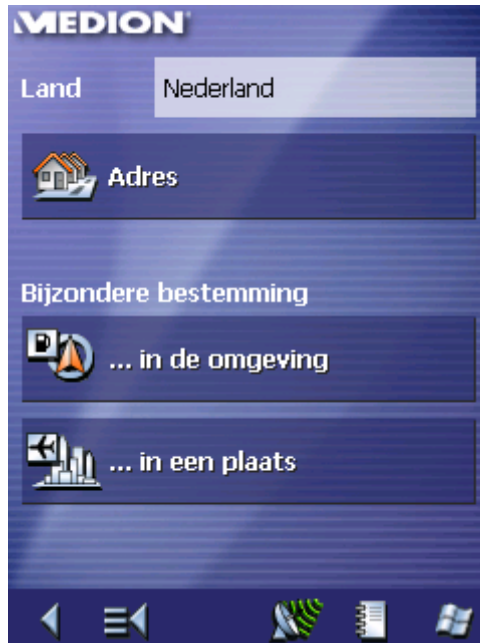 MEDION
Land Nederland
Adres
Bijzondere bestemming
... in de omgeving
... in een plaats